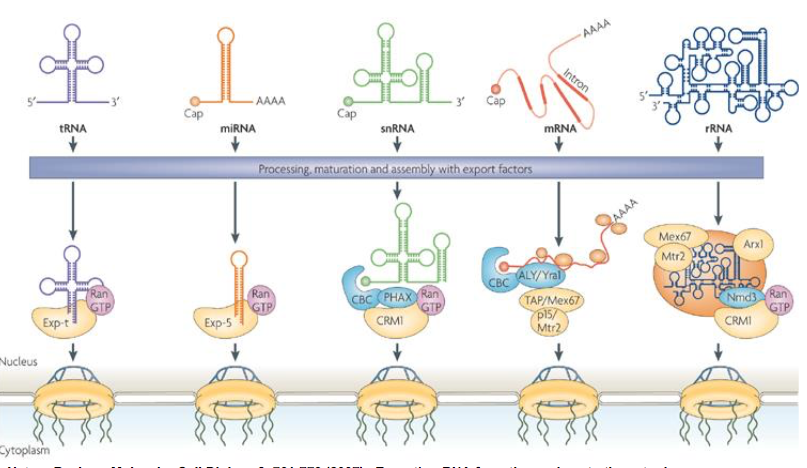 AAAA
5′
3′
Cap
AAAA
Cap
3′
Cap
Intron
5′
3′
tRNA
miRNA
snRNA
mRNA
rRNA
Processing, maturation and assembly with export factors
AAAA
Mex67
Mtr2
Arx1
CBC
ALY/Yra1
Ran
GTP
Exp-t
Ran
GTP
Exp-5
CBC
PHAX
Ran
GTP
CRM1
TAP/Mex67
p15/
Mtr2
Nmd3
Ran
GTP
CRM1
Nucleus
Cytoplasm